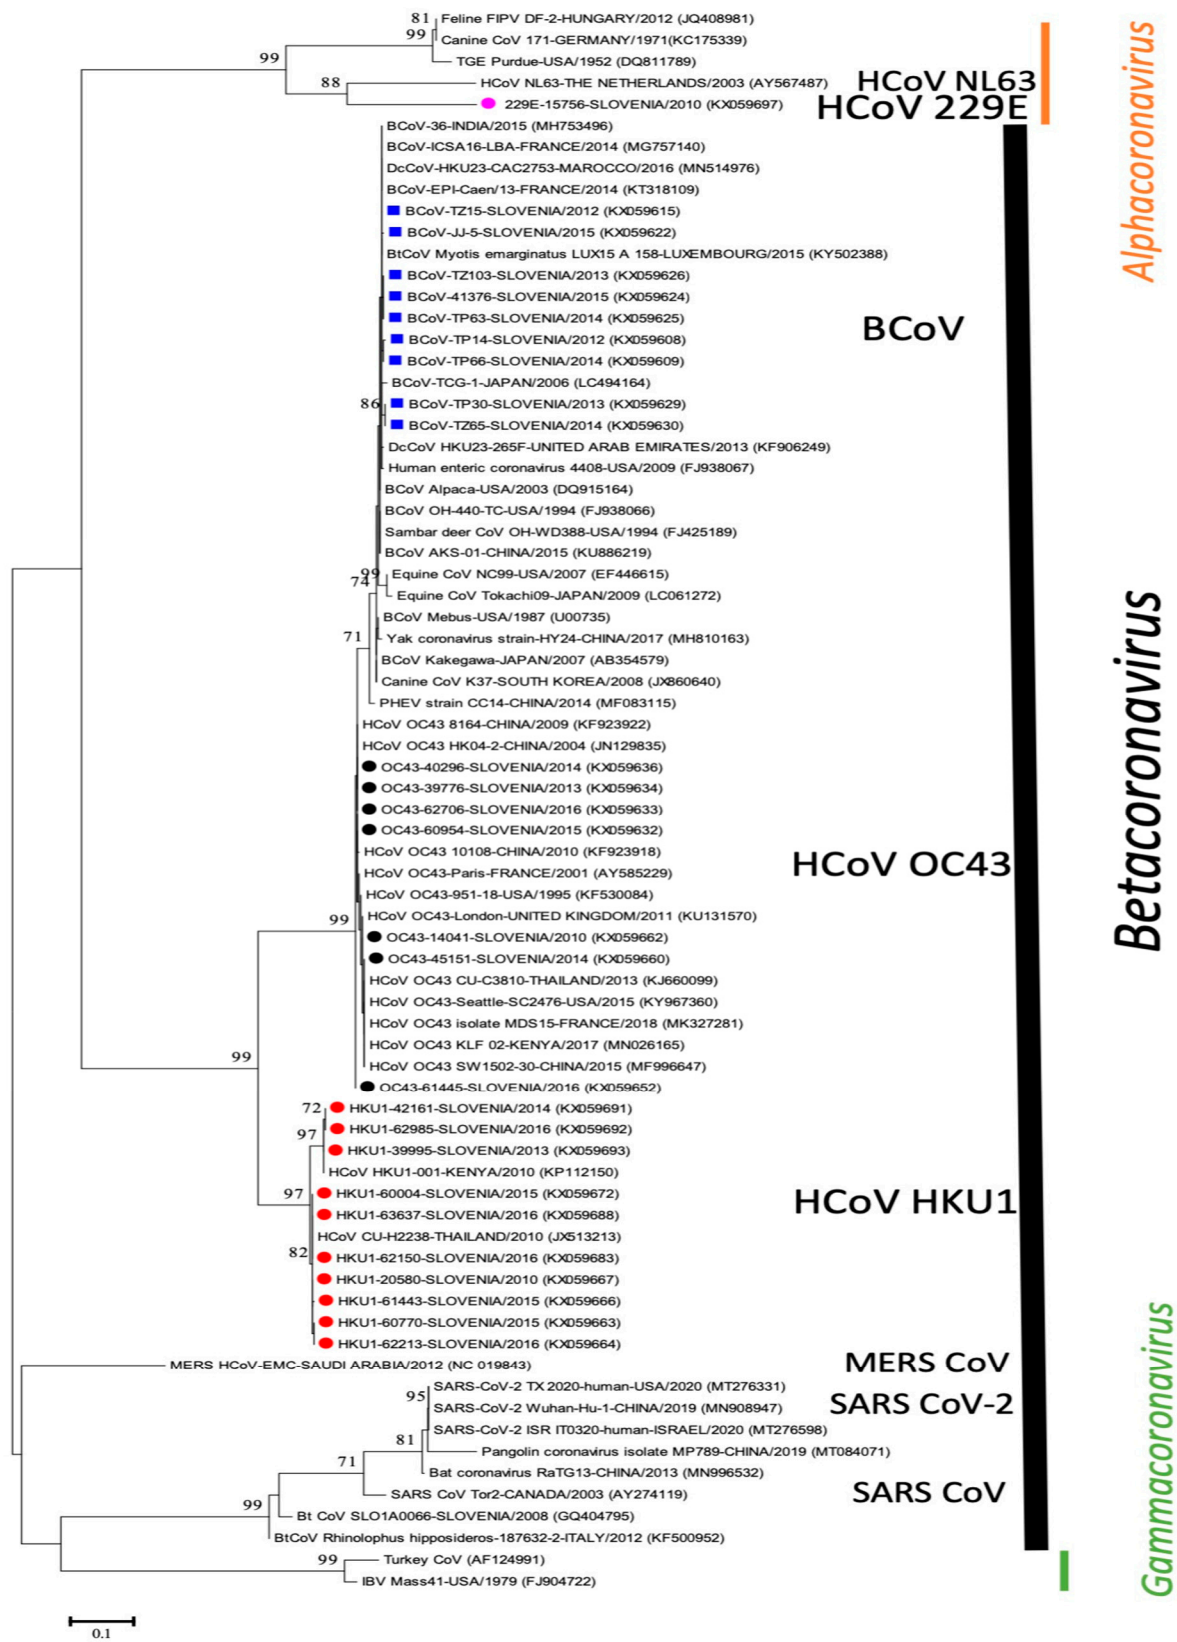 81 Feline FIPV DF-2-HUNGARY/2012 (JQ408981)
99 Canine CoV 171-GERMANY/1971(KC175339)
99 TGE Purdue-USA/1952 (DQ811789)
88 HCoV NL63-THE NETHERLANDS/2003 (AY567487) HCoV NL63
229E-15756-SLOVENIA/2010 (KX059697) HCoV 229E
Alphacoronavirus
BCoV-36-INDIA/2015 (MH753496)
BCoV-ICSA16-LBA-FRANCE/2014 (MG757140)
DcCoV-HKU23-CAC2753-MAROCCO/2016 (MN514976)
BCoV-EPI-Caen/13-FRANCE/2014 (KT318109)
BCoV-TZ15-SLOVENIA/2012 (KX059615)
BCoV-JJ-5-SLOVENIA/2015 (KX059622)
BtCoV Myotis emarginatus LUX15 A 158-LUXEMBOURG/2015 (KY502388)
BCoV-TZ103-SLOVENIA/2013 (KX059626)
BCoV-41376-SLOVENIA/2015 (KX059624)
BCoV-TP63-SLOVENIA/2014 (KX059625)
BCoV
BCoV-TP14-SLOVENIA/2012 (KX059608)
BCoV-TP66-SLOVENIA/2014 (KX059609)
BCoV-TCG-1-JAPAN/2006 (LC494164)
86 BCoV-TP30-SLOVENIA/2013 (KX059629)
BCoV-TZ65-SLOVENIA/2014 (KX059630)
DcCoV HKU23-265F-UNITED ARAB EMIRATES/2013 (KF906249)
Human enteric coronavirus 4408-USA/2009 (FJ938067)
BCoV Alpaca-USA/2003 (DQ915164)
BCoV OH-440-TC-USA/1994 (FJ938066)
Sambar deer CoV OH-WD388-USA/1994 (FJ425189)
BCoV AKS-01-CHINA/2015 (KU886219)
99 Equine CoV NC99-USA/2007 (EF446615)
74
Equine CoV Tokachi09-JAPAN/2009 (LC061272)
BCoV Mebus-USA/1987 (U00735)
71 Yak coronavirus strain-HY24-CHINA/2017 (MH810163)
BCoV Kakegawa-JAPAN/2007 (AB354579)
Canine CoV K37-SOUTH KOREA/2008 (JX860640)
PHEV strain CC14-CHINA/2014 (MF083115)
Betacoronavirus
HCoV OC43 8164-CHINA/2009 (KF923922)
HCoV OC43 HK04-2-CHINA/2004 (JN129835)
OC43-40296-SLOVENIA/2014 (KX059636)
OC43-39776-SLOVENIA/2013 (KX059634)
OC43-62706-SLOVENIA/2016 (KX059633)
OC43-60954-SLOVENIA/2015 (KX059632)
HCoV OC43 10108-CHINA/2010 (KF923918)
HCoV OC43
HCoV OC43-Paris-FRANCE/2001 (AY585229)
HCoV OC43-951-18-USA/1995 (KF530084)
99 HCoV OC43-London-UNITED KINGDOM/2011 (KU131570)
OC43-14041-SLOVENIA/2010 (KX059662)
OC43-45151-SLOVENIA/2014 (KX059660)
HCoV OC43 CU-C3810-THAILAND/2013 (KJ660099)
HCoV OC43-Seattle-SC2476-USA/2015 (KY967360)
HCoV OC43 isolate MDS15-FRANCE/2018 (MK327281)
HCoV OC43 KLF 02-KENYA/2017 (MN026165)
99 HCoV OC43 SW1502-30-CHINA/2015 (MF996647)
OC43-61445-SLOVENIA/2016 (KX059652)
72 HKU1-42161-SLOVENIA/2014 (KX059691)
97 HKU1-62985-SLOVENIA/2016 (KX059692)
HKU1-39995-SLOVENIA/2013 (KX059693)
HCoV HKU1-001-KENYA/2010 (KP112150)
97 HKU1-60004-SLOVENIA/2015 (KX059672)
HCoV HKU1
HKU1-63637-SLOVENIA/2016 (KX059688)
HCoV CU-H2238-THAILAND/2010 (JX513213)
82 HKU1-62150-SLOVENIA/2016 (KX059683)
HKU1-20580-SLOVENIA/2010 (KX059667)
HKU1-61443-SLOVENIA/2015 (KX059666)
HKU1-60770-SLOVENIA/2015 (KX059663)
HKU1-62213-SLOVENIA/2016 (KX059664)
MERS HCoV-EMC-SAUDI ARABIA/2012 (NC 019843) MERS CoV
95 SARS-CoV-2 TX 2020-human-USA/2020 (MT276331)
SARS-CoV-2 Wuhan-Hu-1-CHINA/2019 (MN908947) SARS CoV-2
SARS-CoV-2 ISR IT0320-human-ISRAEL/2020 (MT276598)
81 Pangolin coronavirus isolate MP789-CHINA/2019 (MT084071)
71 Bat coronavirus RaTG13-CHINA/2013 (MN996532)
SARS CoV Tor2-CANADA/2003 (AY274119) SARS CoV
99 Bt CoV SLO1A0066-SLOVENIA/2008 (GQ404795)
BtCoV Rhinolophus hipposideros-187632-2-ITALY/2012 (KF500952)
99 Turkey CoV (AF124991)
IBV Mass41-USA/1979 (FJ904722)
Gammacoronavirus
0.1